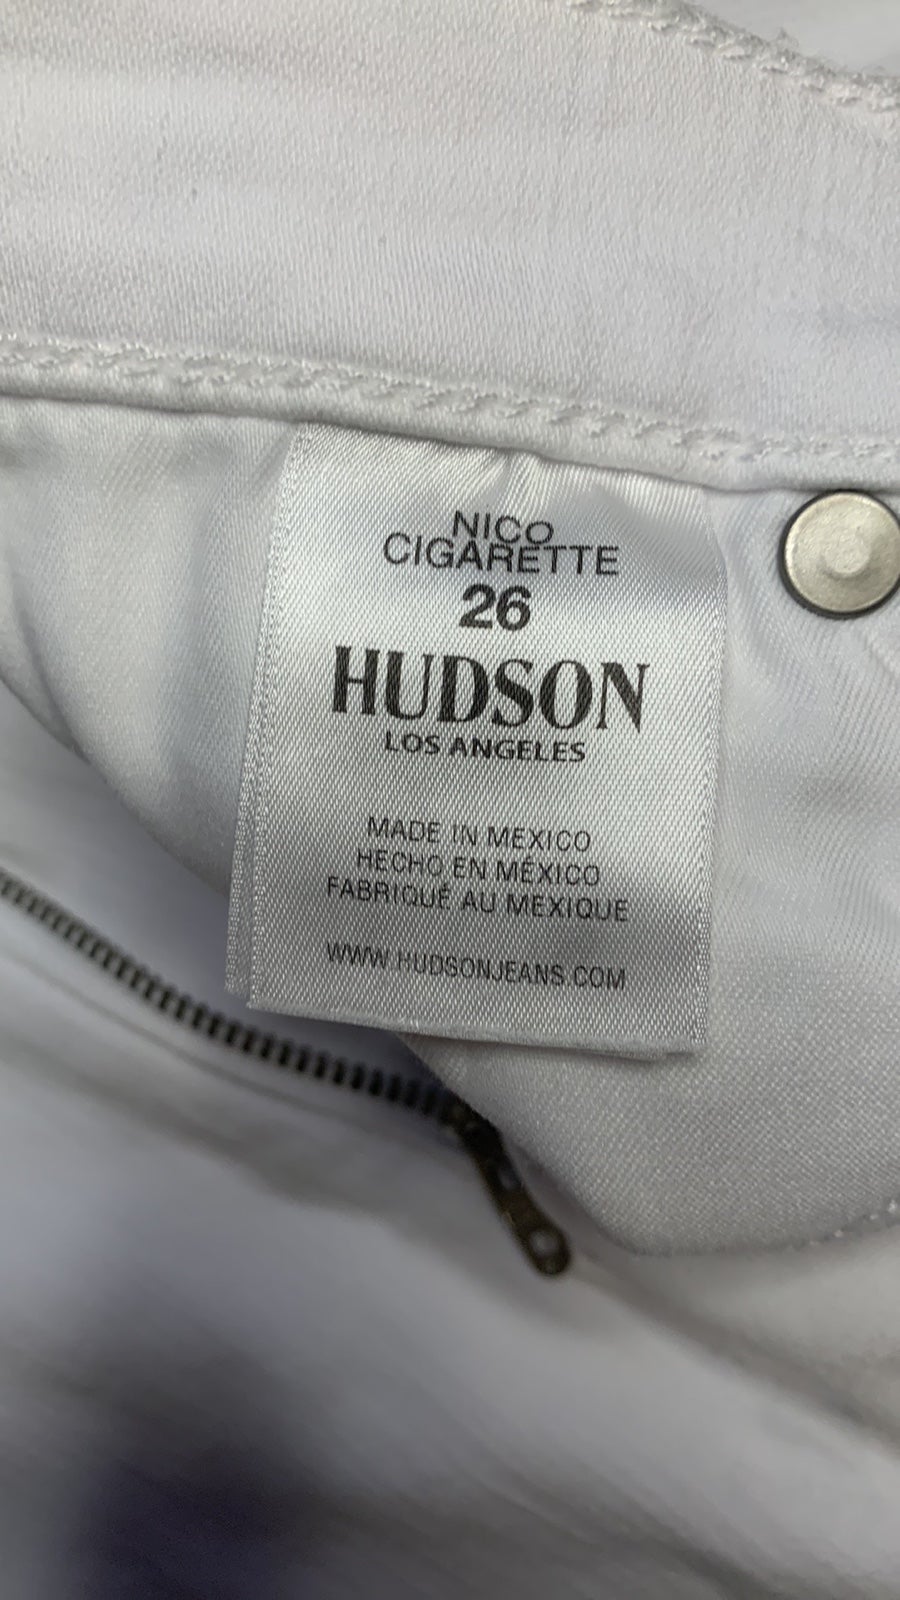 NICO
CIGARETTE
26
HUDSON
LOS ANGELES
MADE IN MEXICO
HECHO EN MÉXICO
FABRIQUÉ AU MEXIQUE
WWW.HUDSONJEANS.COM